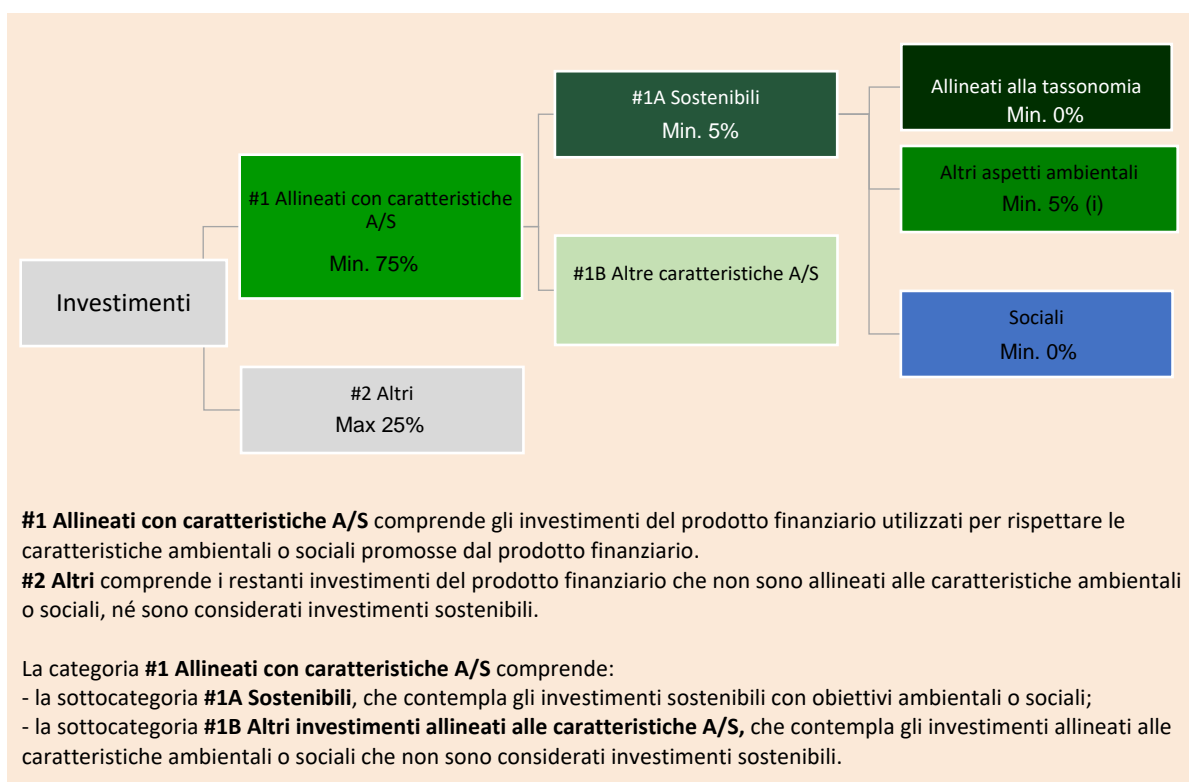 #1A Sostenibili
Min. 5%
Allineati alla tassonomia
Min. 0%
#1 Allineati con caratteristiche
A/S
Min. 75%
Altri aspetti ambientali
Min. 5% (i)
Investimenti
#1B Altre caratteristiche A/S
Sociali
Min. 0%
#2 Altri
Max 25%
#1 Allineati con caratteristiche A/S comprende gli investimenti del prodotto finanziario utilizzati per rispettare le
caratteristiche ambientali o sociali promosse dal prodotto finanziario.
#2 Altri comprende i restanti investimenti del prodotto finanziario che non sono allineati alle caratteristiche ambientali
o sociali, né sono considerati investimenti sostenibili.
La categoria #1 Allineati con caratteristiche A/S comprende:
- la sottocategoria #1A Sostenibili, che contempla gli investimenti sostenibili con obiettivi ambientali o sociali;
- la sottocategoria #1B Altri investimenti allineati alle caratteristiche A/S, che contempla gli investimenti allineati alle
caratteristiche ambientali o sociali che non sono considerati investimenti sostenibili.